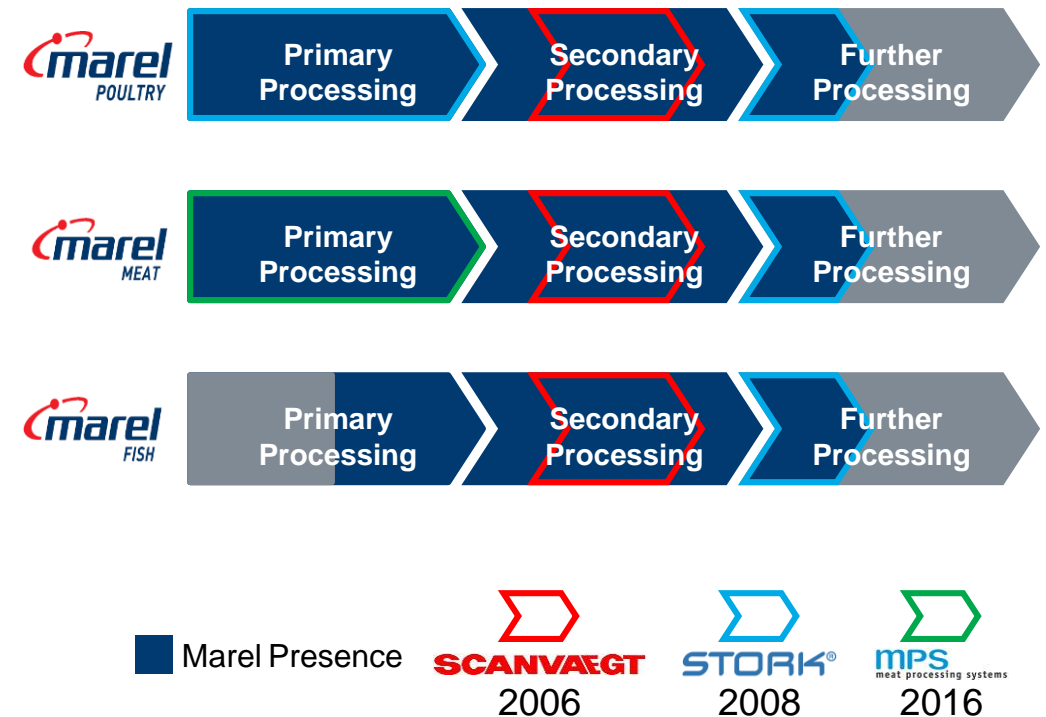 marel
POULTRY
Primary
Processing
Secondary
Processing
Further
Processing
marel
MEAT
Primary
Processing
Secondary
Processing
Further
Processing
marel
FISH
Primary
Processing
Secondary
Processing
Further
Processing
Marel Presence
SCANVAEGT
2006
STORK®
2008
mps
meat processing systems
2016